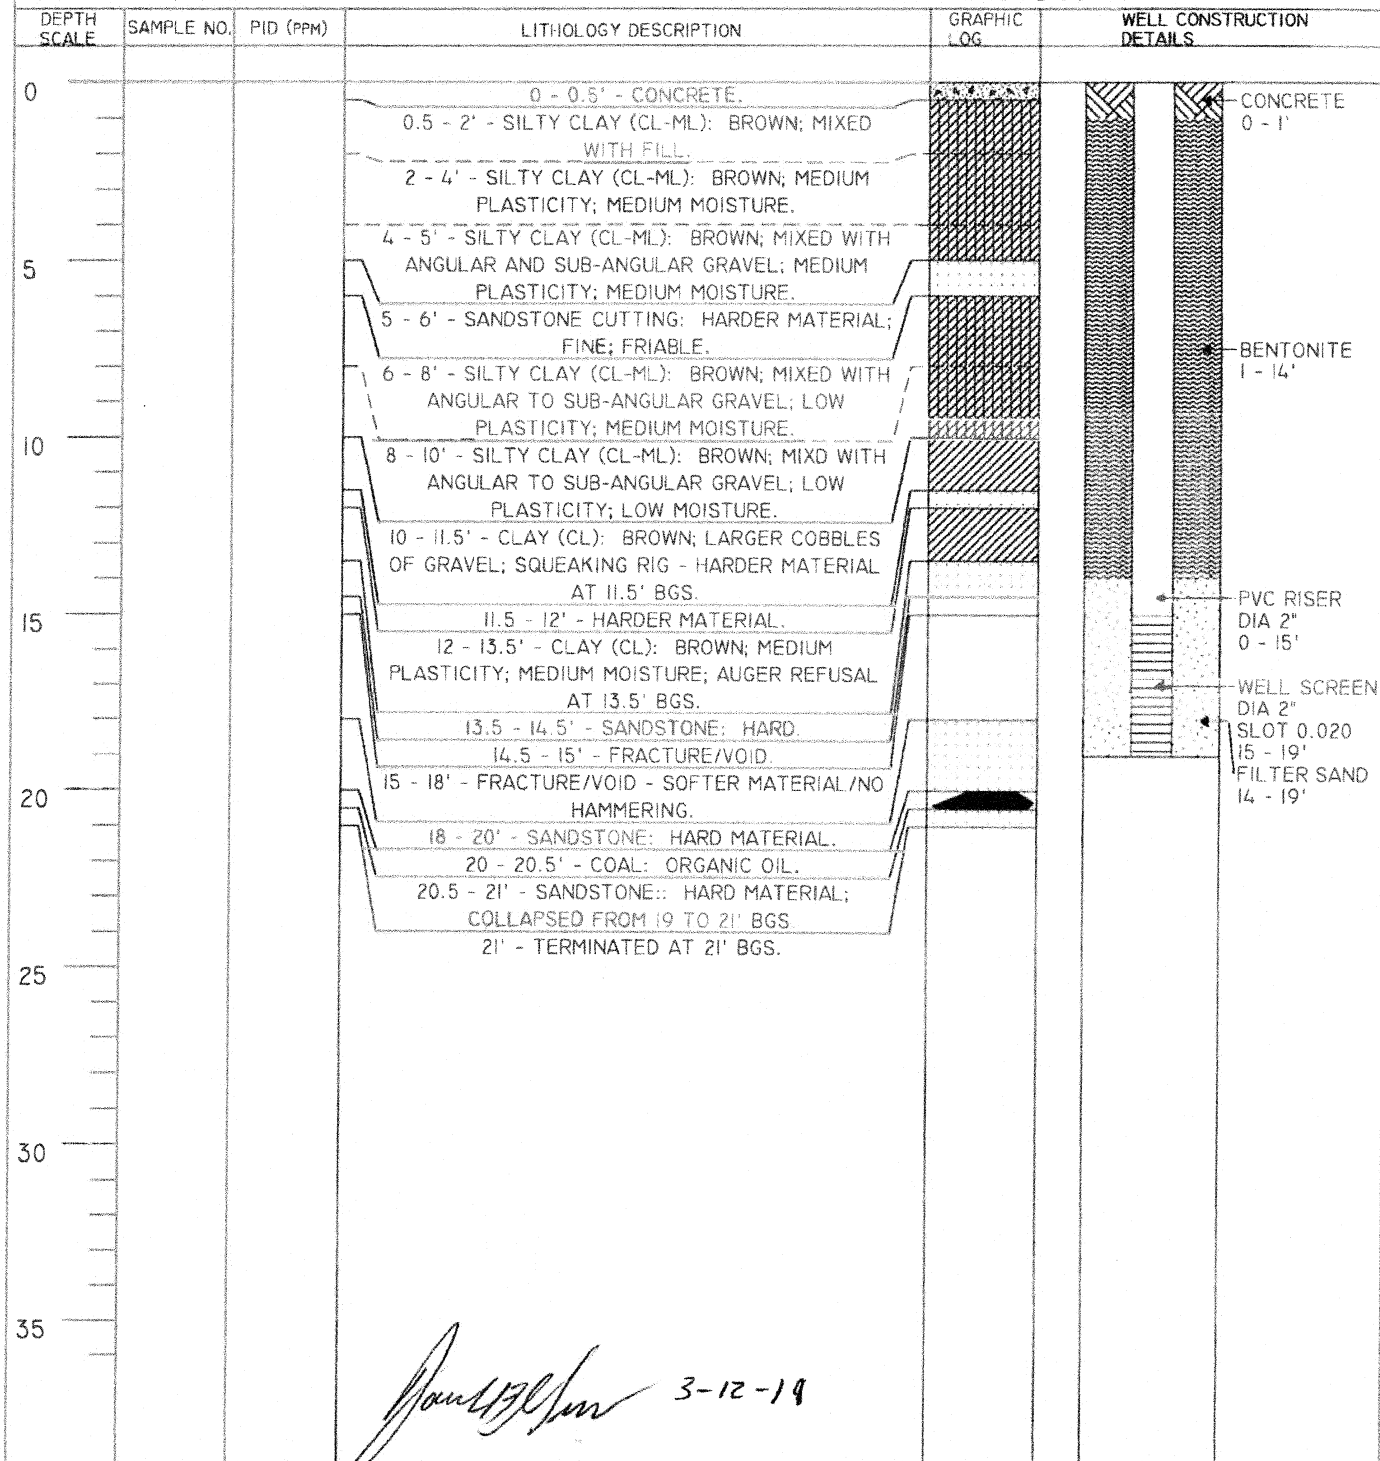 DEPTH
SCALE
SAMPLE NO.
PID (PPM)
LITHOLOGY DESCRIPTION
GRAPHIC
LOG
WELL CONSTRUCTION
DETAILS
0
5
10
15
20
25
30
35
0 - 0.5' - CONCRETE.
0.5 - 2' - SILTY CLAY (CL-ML): BROWN; MIXED
WITH FILL.
2 - 4' - SILTY CLAY (CL-ML): BROWN; MEDIUM
PLASTICITY; MEDIUM MOISTURE.
4 - 5' - SILTY CLAY (CL-ML): BROWN; MIXED WITH
ANGULAR AND SUB-ANGULAR GRAVEL; MEDIUM
PLASTICITY; MEDIUM MOISTURE.
5 - 6' - SANDSTONE CUTTING: HARDER MATERIAL;
FINE; FRIABLE.
6 - 8' - SILTY CLAY (CL-ML): BROWN; MIXED WITH
ANGULAR TO SUB-ANGULAR GRAVEL; LOW
PLASTICITY; MEDIUM MOISTURE.
8 - 10' - SILTY CLAY (CL-ML): BROWN; MIXD WITH
ANGULAR TO SUB-ANGULAR GRAVEL; LOW
PLASTICITY; LOW MOISTURE.
10 - 11.5' - CLAY (CL): BROWN; LARGER COBBLES
OF GRAVEL; SQUEAKING RIG - HARDER MATERIAL
AT 11.5' BGS.
11.5 - 12' - HARDER MATERIAL.
12 - 13.5' - CLAY (CL): BROWN; MEDIUM
PLASTICITY; MEDIUM MOISTURE; AUGER REFUSAL
AT 13.5' BGS.
13.5 - 14.5' - SANDSTONE: HARD.
14.5 - 15' - FRACTURE/VOID.
15 - 18' - FRACTURE/VOID - SOFTER MATERIAL/NO
HAMMERING.
18 - 20' - SANDSTONE: HARD MATERIAL.
20 - 20.5' - COAL: ORGANIC OIL.
20.5 - 21' - SANDSTONE:: HARD MATERIAL;
COLLAPSED FROM 19 TO 21' BGS.
21' - TERMINATED AT 21' BGS.
CONCRETE
0 - 1'
BENTONITE
1 - 14'
PVC RISER
DIA 2"
0 - 15'
WELL SCREEN
DIA 2"
SLOT 0.020
15 - 19'
FILTER SAND
14 - 19'
3-12-19